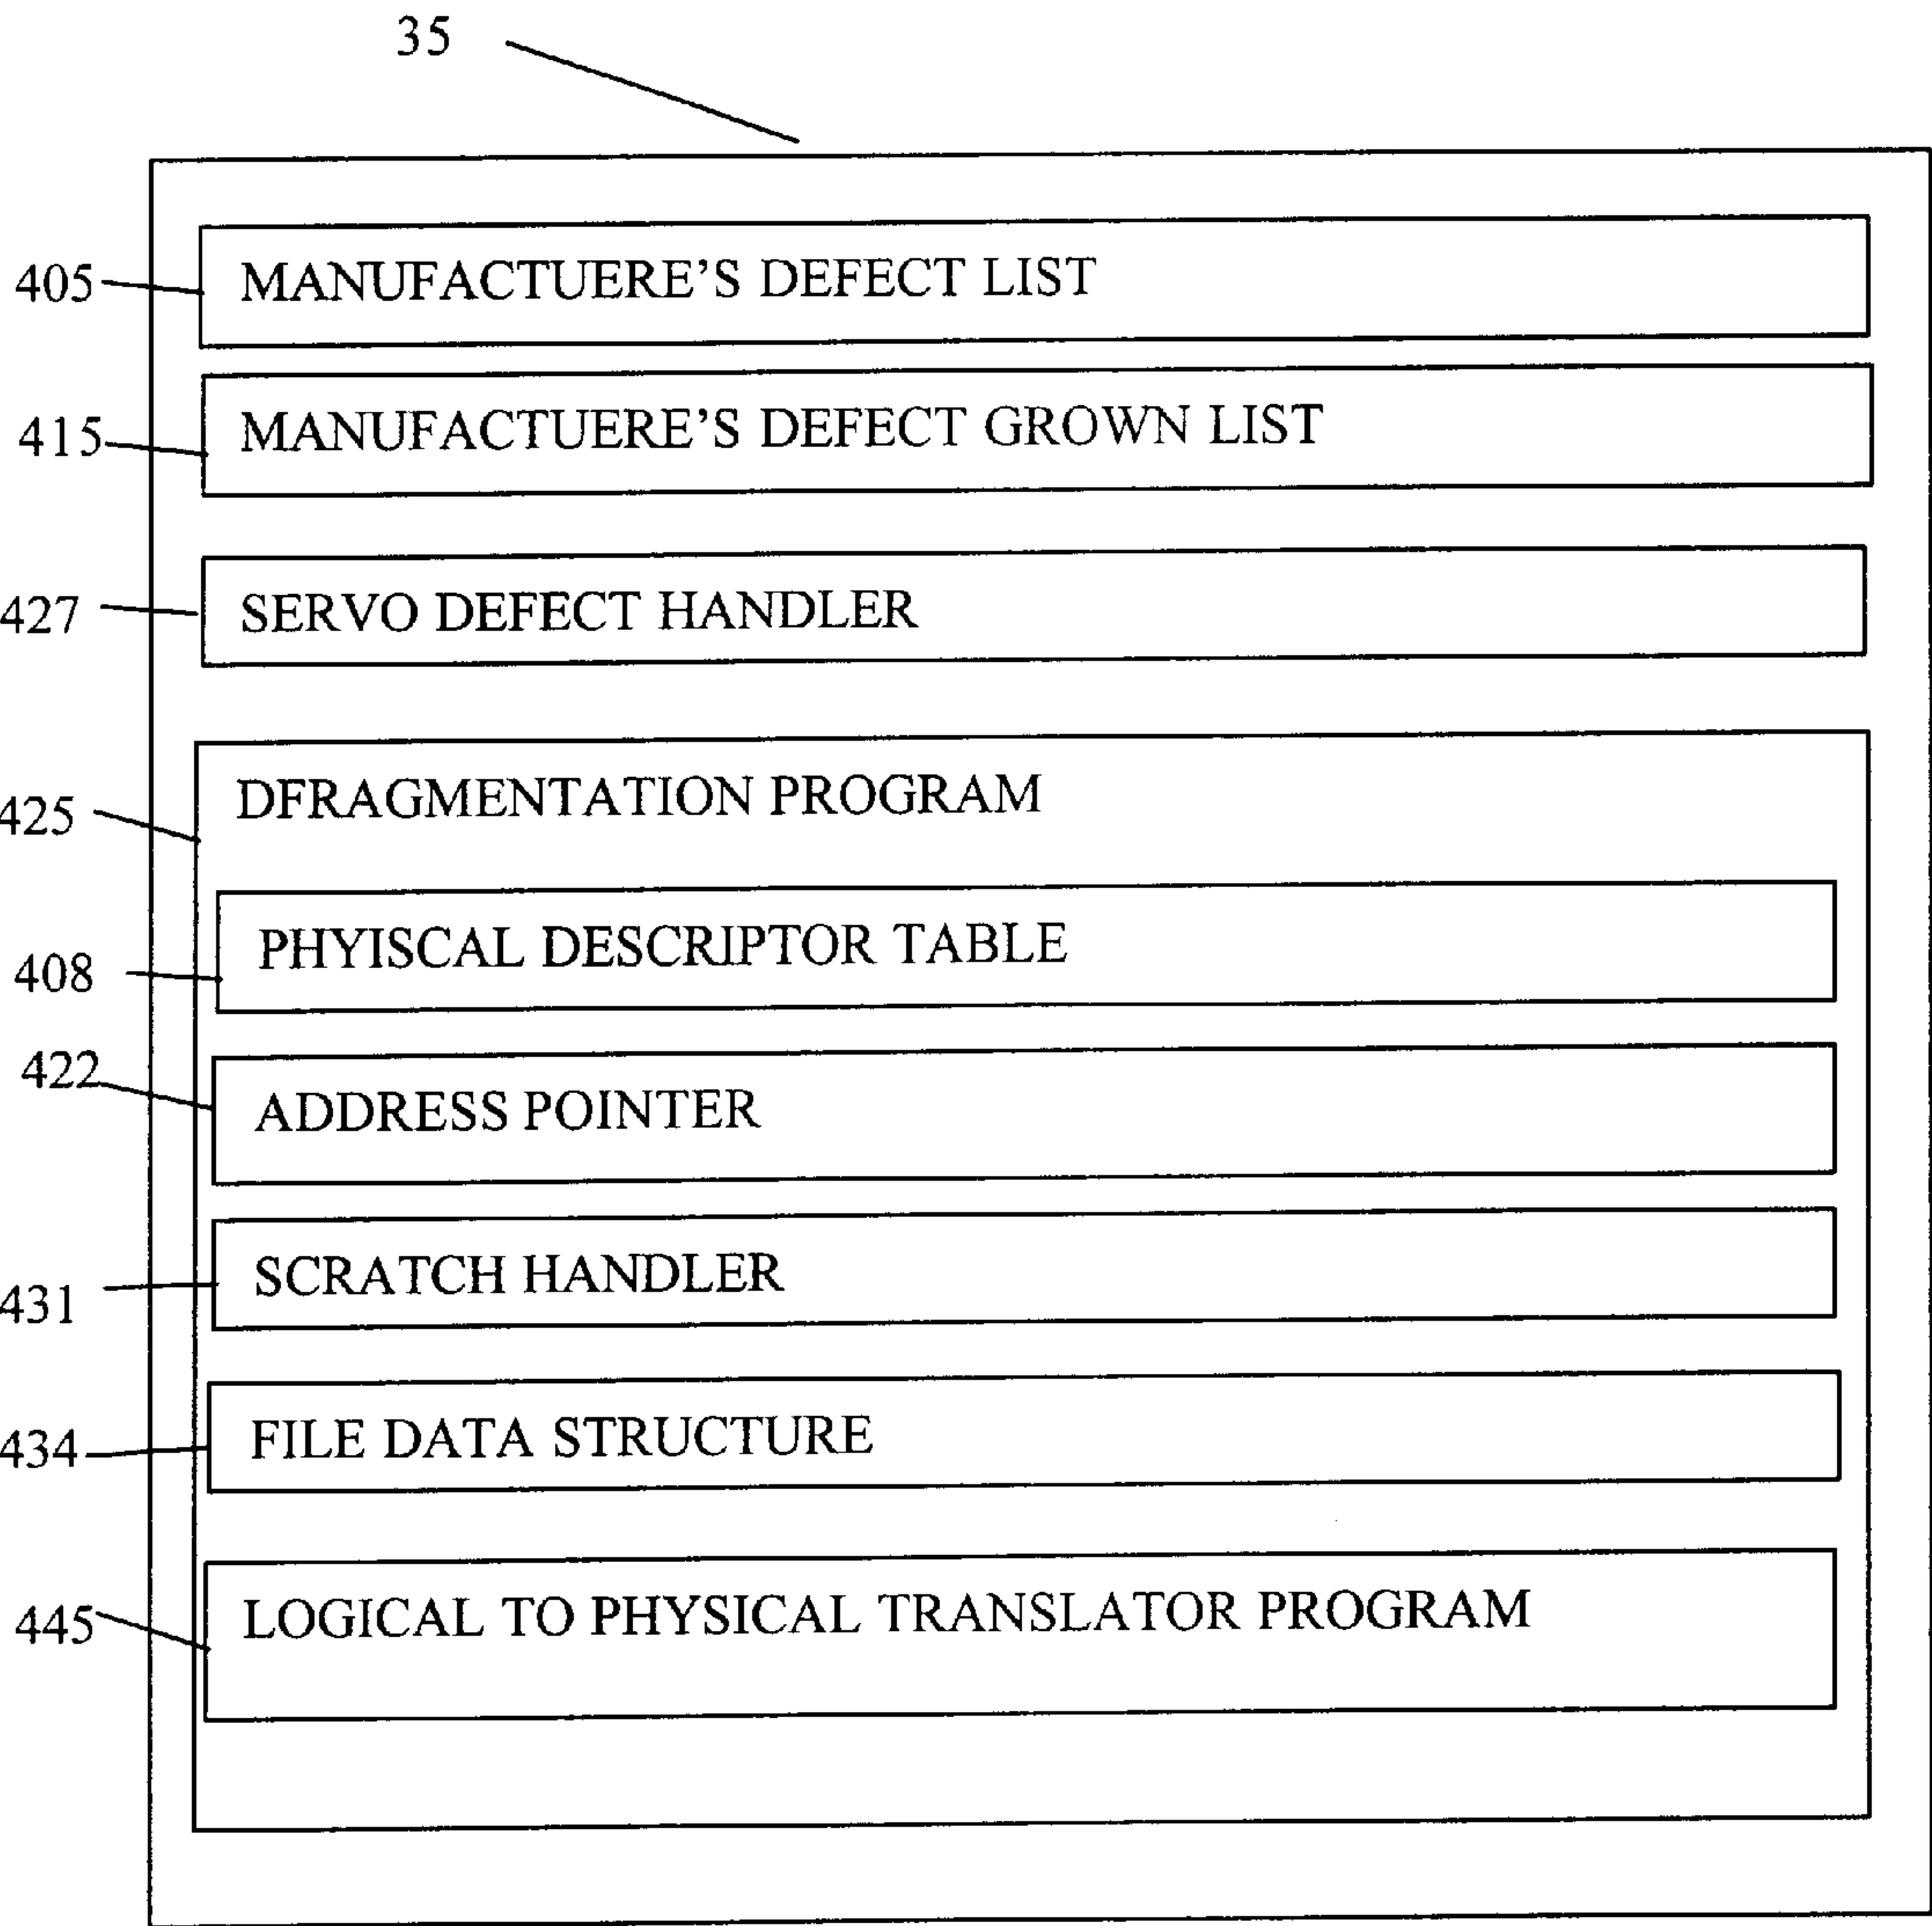 35
405 MANUFACTUERE'S DEFECT LIST
415 MANUFACTUERE'S DEFECT GROWN LIST
427 SERVO DEFECT HANDLER
425 DFRAGMENTATION PROGRAM
408 PHYISCAL DESCRIPTOR TABLE
422 ADDRESS POINTER
431 SCRATCH HANDLER
434 FILE DATA STRUCTURE
445 LOGICAL TO PHYSICAL TRANSLATOR PROGRAM